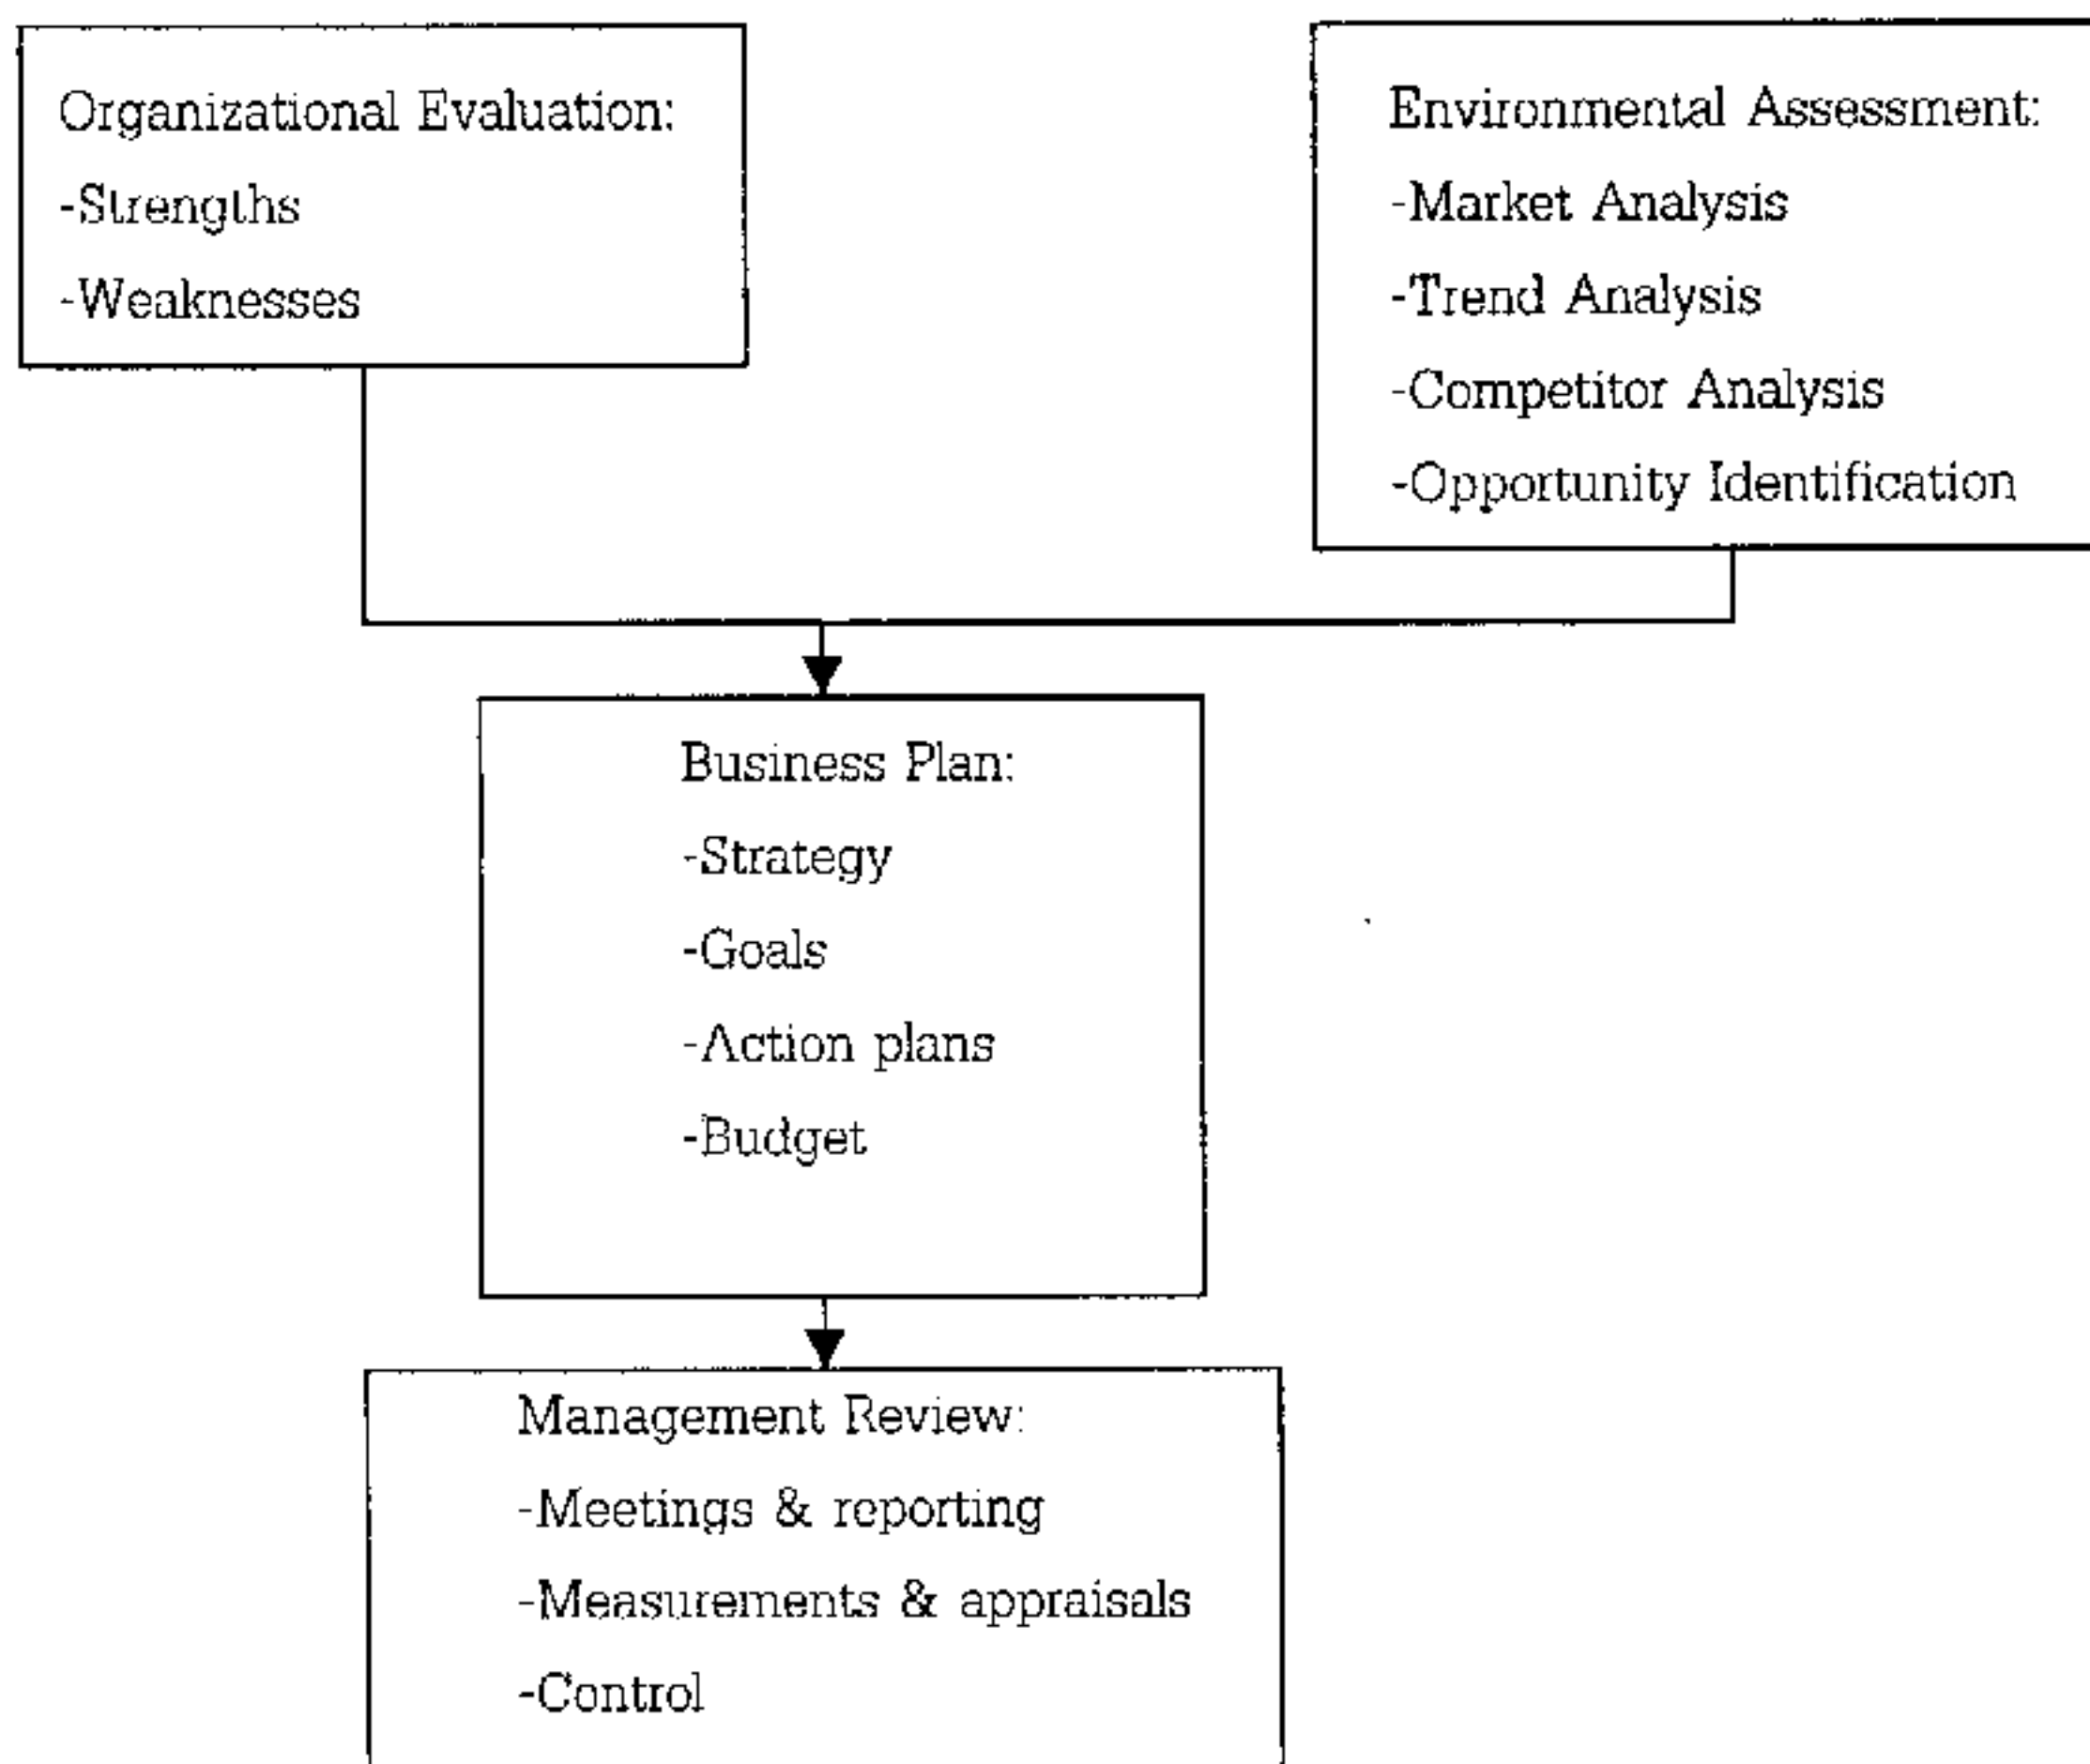 Organizational Evaluation:
-Strengths
-Weaknesses
Environmental Assessment:
-Market Analysis
-Trend Analysis
-Competitor Analysis
-Opportunity Identification
Business Plan:
-Strategy
-Goals
-Action plans
-Budget
Management Review:
-Meetings & reporting
-Measurements & appraisals
-Control